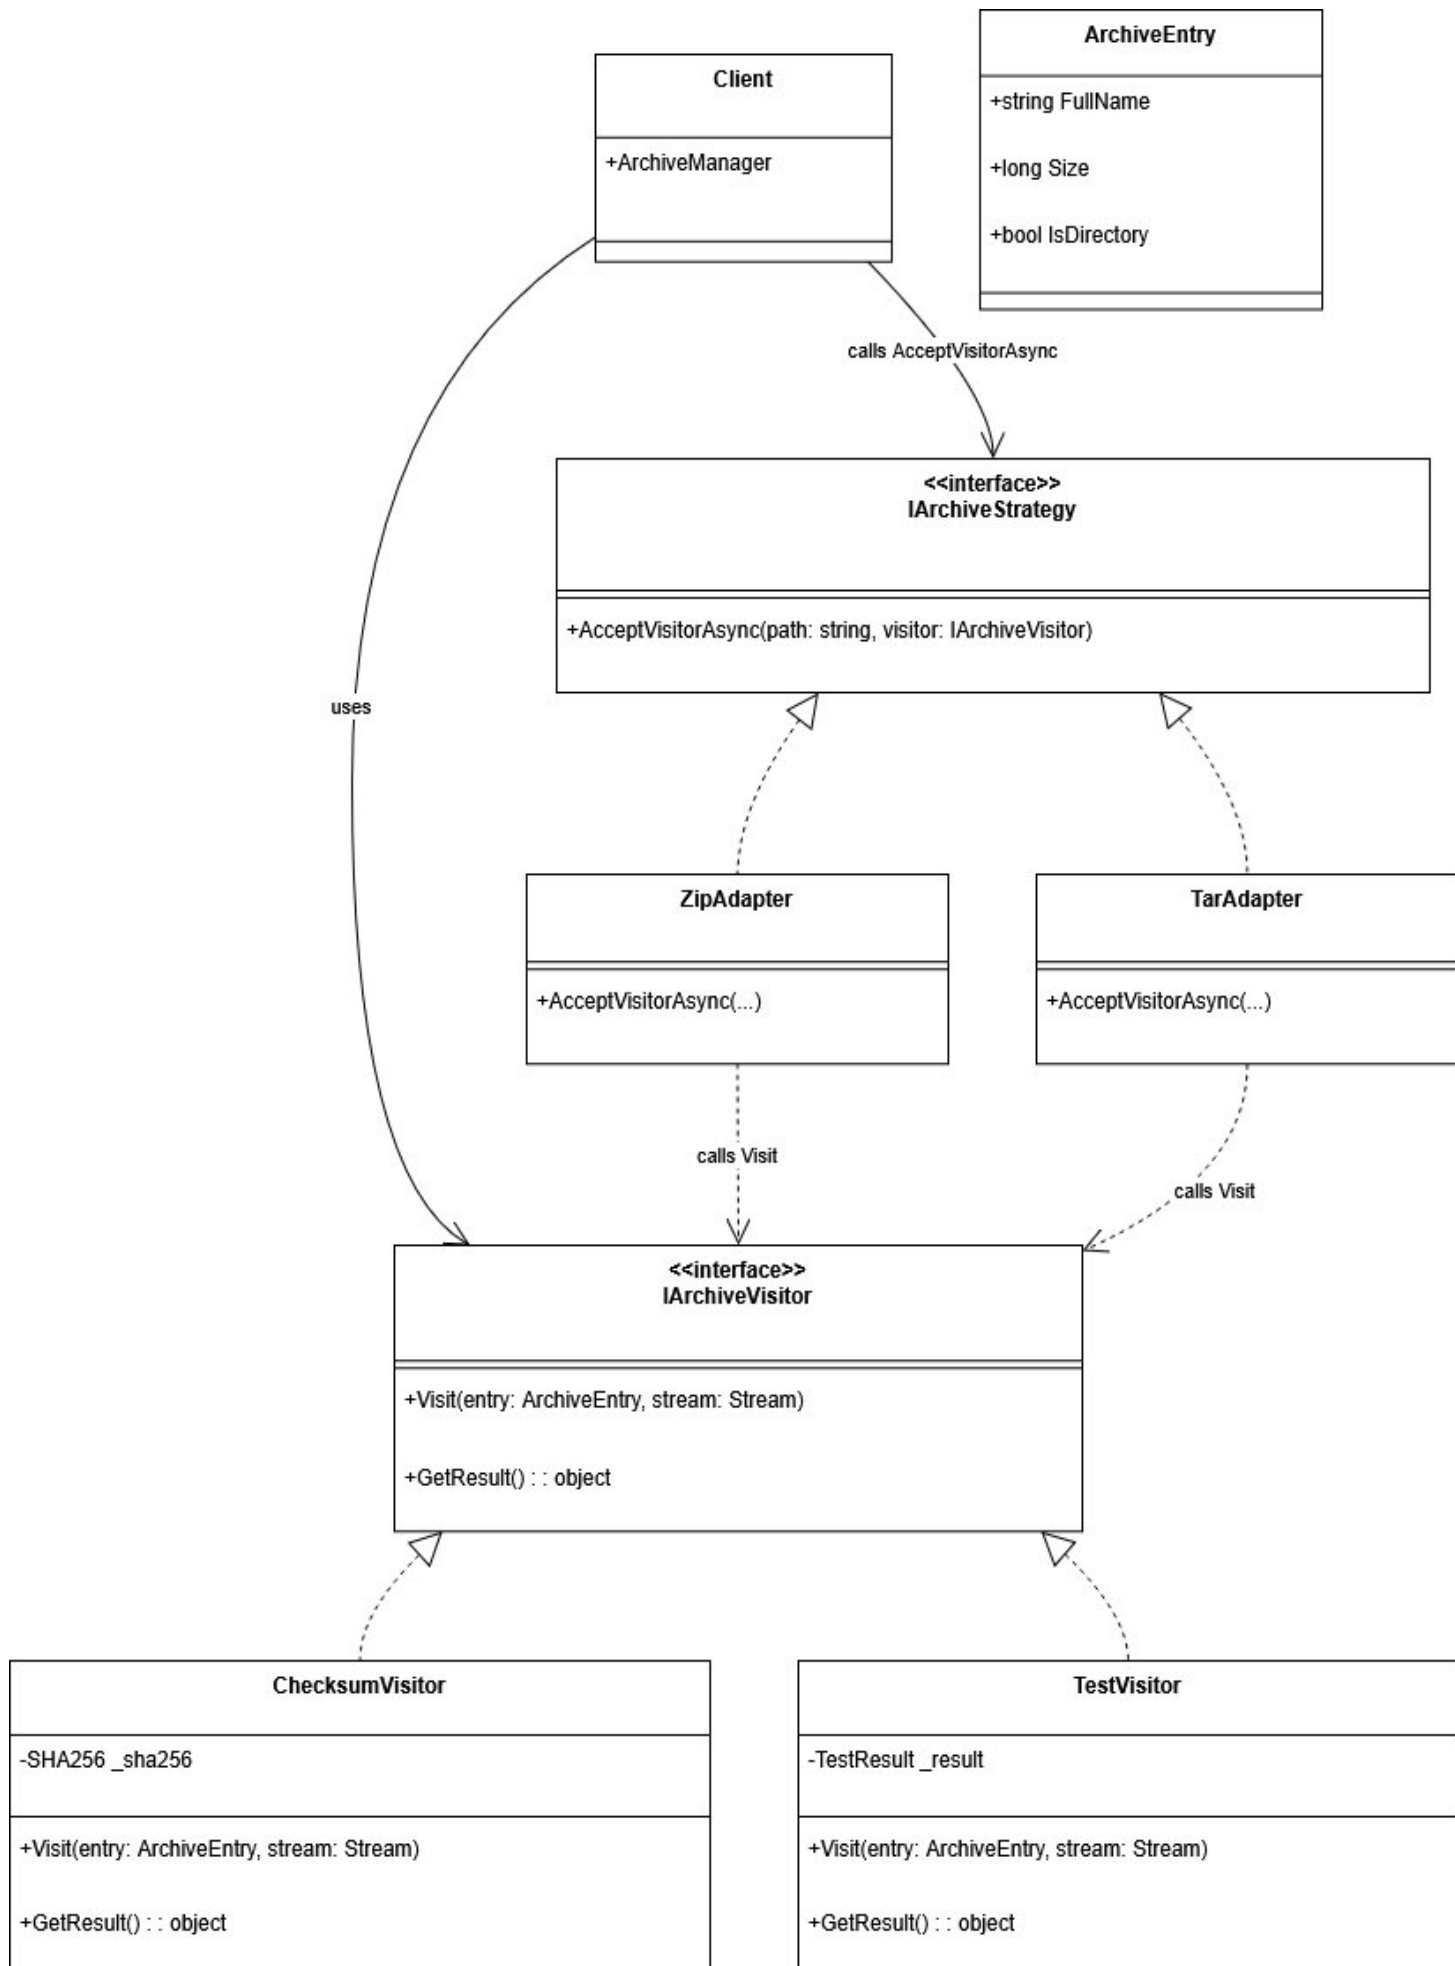 ArchiveEntry
+string FullName
+long Size
+bool IsDirectory
Client
+ArchiveManager
calls AcceptVisitorAsync
<<interface>>
IArchiveStrategy
+AcceptVisitorAsync(path: string, visitor: IArchiveVisitor)
uses
ZipAdapter
+AcceptVisitorAsync(...)
TarAdapter
+AcceptVisitorAsync(...)
calls Visit
calls Visit
<<interface>>
IArchiveVisitor
+Visit(entry: ArchiveEntry, stream: Stream)
+GetResult() : : object
ChecksumVisitor
-SHA256 _sha256
+Visit(entry: ArchiveEntry, stream: Stream)
+GetResult() : : object
TestVisitor
-TestResult _result
+Visit(entry: ArchiveEntry, stream: Stream)
+GetResult() : : object